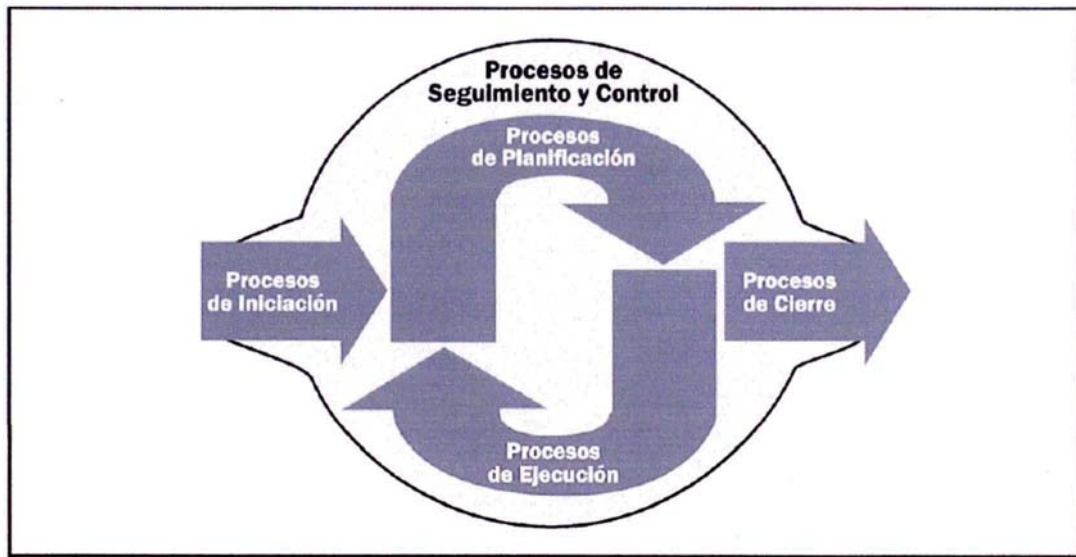 Procesos de
Seguimiento y Control
Procesos
de Planificación
Procesos
de Iniciación
Procesos
de Cierre
Procesos
de Ejecución